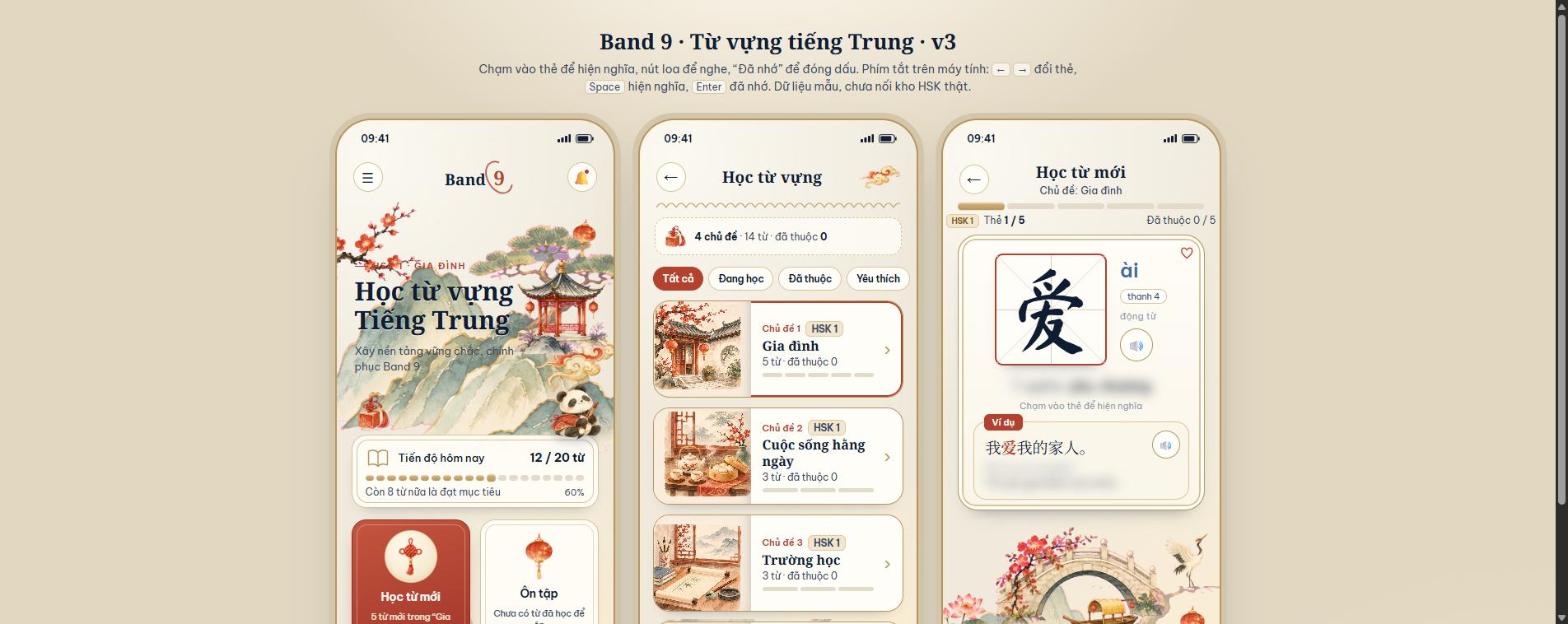 Band 9 · Từ vựng tiếng Trung · v3
Chạm vào thẻ để hiện nghĩa, nút loa để nghe, “Đã nhớ” để đóng dấu. Phím tắt trên máy tính: ← → đổi thẻ,
Space hiện nghĩa, Enter đã nhớ. Dữ liệu mẫu, chưa nối kho HSK thật.
09:41
Band 9
GIA ĐÌNH
Học từ vựng
Tiếng Trung
Xây nền tảng vững chắc, chinh
phục Band 9
Tiến độ hôm nay
12 / 20 từ
Còn 8 từ nữa là đạt mục tiêu
60%
Học từ mới
5 từ mới trong “Gia
Ôn tập
Chưa có từ đã học để
09:41
Học từ vựng
4 chủ đề · 14 từ · đã thuộc 0
Tất cả
Đang học
Đã thuộc
Yêu thích
Chủ đề 1 HSK 1
Gia đình
5 từ · đã thuộc 0
Chủ đề 2 HSK 1
Cuộc sống hằng
ngày
3 từ · đã thuộc 0
Chủ đề 3 HSK 1
Trường học
3 từ · đã thuộc 0
09:41
Học từ mới
Chủ đề: Gia đình
HSK 1 Thẻ 1 / 5
Đã thuộc 0 / 5
爱
ài
thanh 4
động từ
Chạm vào thẻ để hiện nghĩa
Ví dụ
我爱我的家人。